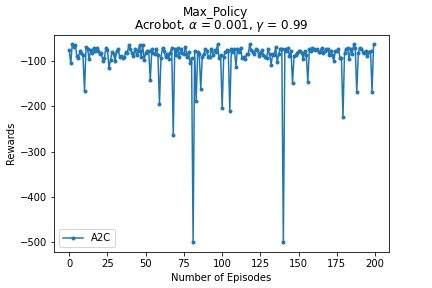 Max_Policy
Acrobot, α = 0.001, γ = 0.99
Rewards
−100
−200
−300
−400
−500
A2C
0
25
50
75
100
125
150
175
200
Number of Episodes